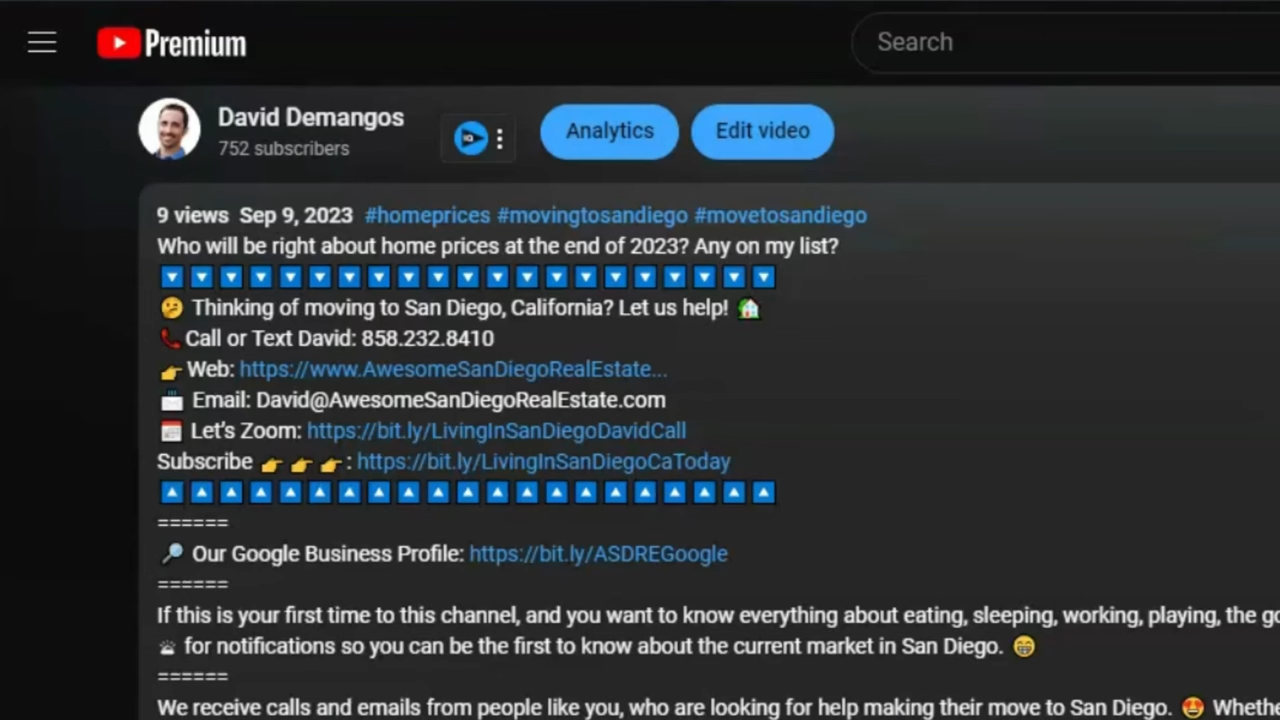 Premium
Search
David Demangos
752 subscribers
Analytics
Edit video
9 views Sep 9, 2023 #homeprices #movingtosandiego #movetosandiego
Who will be right about home prices at the end of 2023? Any on my list?
🔽🔽🔽🔽🔽🔽🔽🔽🔽🔽🔽🔽🔽🔽🔽🔽🔽🔽🔽🔽🔽
🤔 Thinking of moving to San Diego, California? Let us help! 🏡
📞Call or Text David: 858.232.8410
👉Web: https://www.AwesomeSanDiegoRealEstate...
📨 Email: David@AwesomeSanDiegoRealEstate.com
📅 Let's Zoom: https://bit.ly/LivingInSanDiegoDavidCall
Subscribe 👉👉👉: https://bit.ly/LivingInSanDiegoCaToday
🔼🔼🔼🔼🔼🔼🔼🔼🔼🔼🔼🔼🔼🔼🔼🔼🔼🔼🔼🔼🔼
======
🔎 Our Google Business Profile: https://bit.ly/ASDREGoogle
======
If this is your first time to this channel, and you want to know everything about eating, sleeping, working, playing, the
🚨 for notifications so you can be the first to know about the current market in San Diego. 😁
======
We receive calls and emails from people like you, who are looking for help making their move to San Diego. 😍